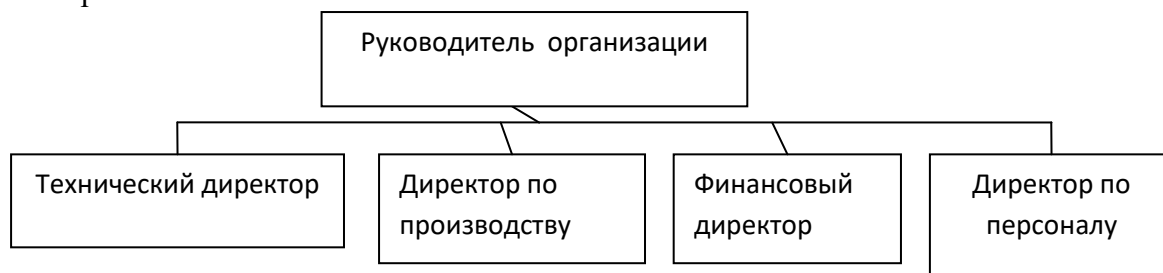 Руководитель организации
Технический директор
Директор по
производству
Финансовый
директор
Директор по
персоналу